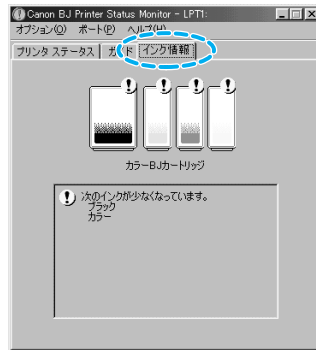 Canon BJ Printer Status Monitor - LPT1:
オプション(O) ポート(P) ヘルプ(H)
プリンタ ステータス ガイド インク情報
カラーBJカートリッジ
次のインクが少なくなっています。
ブラック
カラー